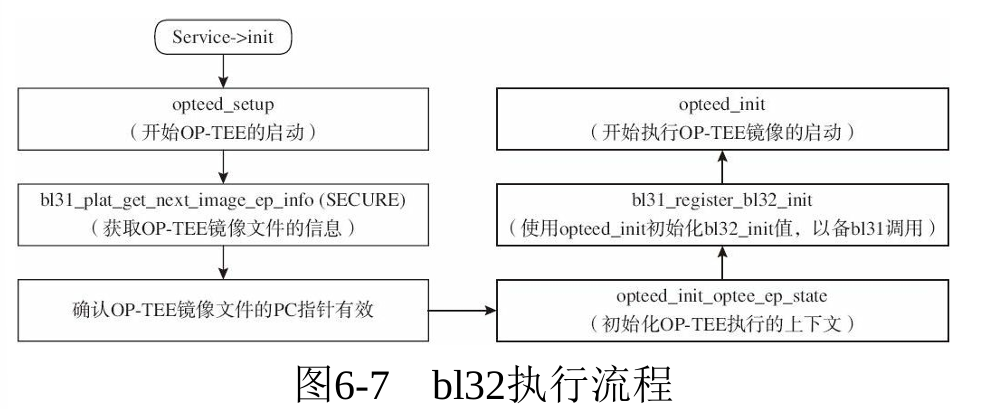 Service->init
opteed_setup
（开始OP-TEE的启动）
bl31_plat_get_next_image_ep_info (SECURE)
（获取OP-TEE镜像文件的信息）
确认OP-TEE镜像文件的PC指针有效
opteed_init_optee_ep_state
（初始化OP-TEE执行的上下文）
bl31_register_bl32_init
（使用opteed_init初始化bl32_init值，以备bl31调用）
opteed_init
（开始执行OP-TEE镜像的启动）
图6-7　bl32执行流程